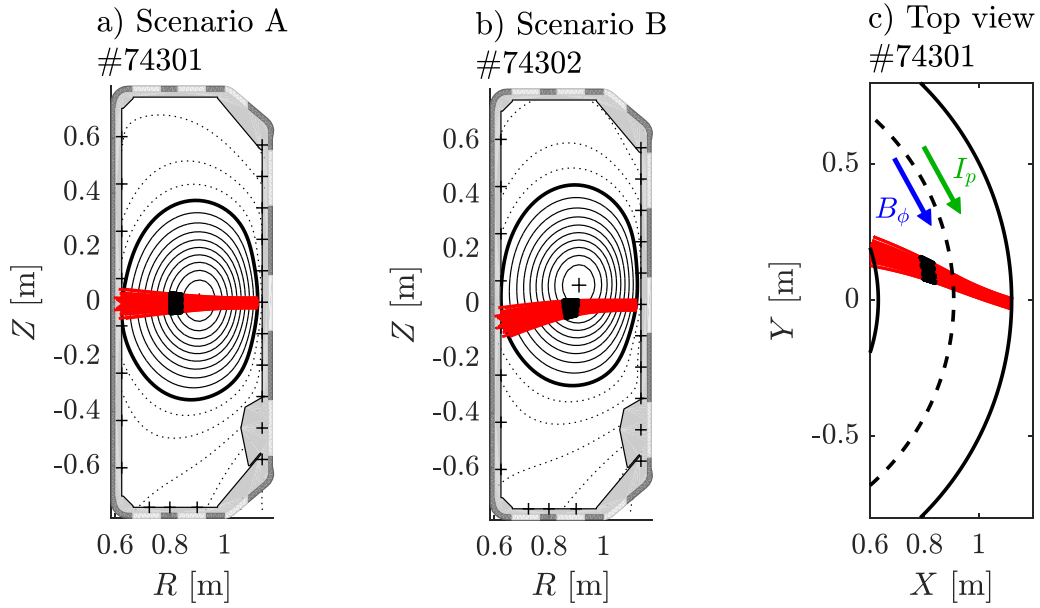 a) Scenario A
#74301
b) Scenario B
#74302
c) Top view
#74301
0.6
0.4
0.2
0
-0.2
-0.4
-0.6
Z [m]
0.6 0.8 1
R [m]
0.6
0.4
0.2
0
-0.2
-0.4
-0.6
Z [m]
0.6 0.8 1
R [m]
0.5
0
-0.5
Y [m]
I_p
B_ϕ
0.6 0.8 1
X [m]